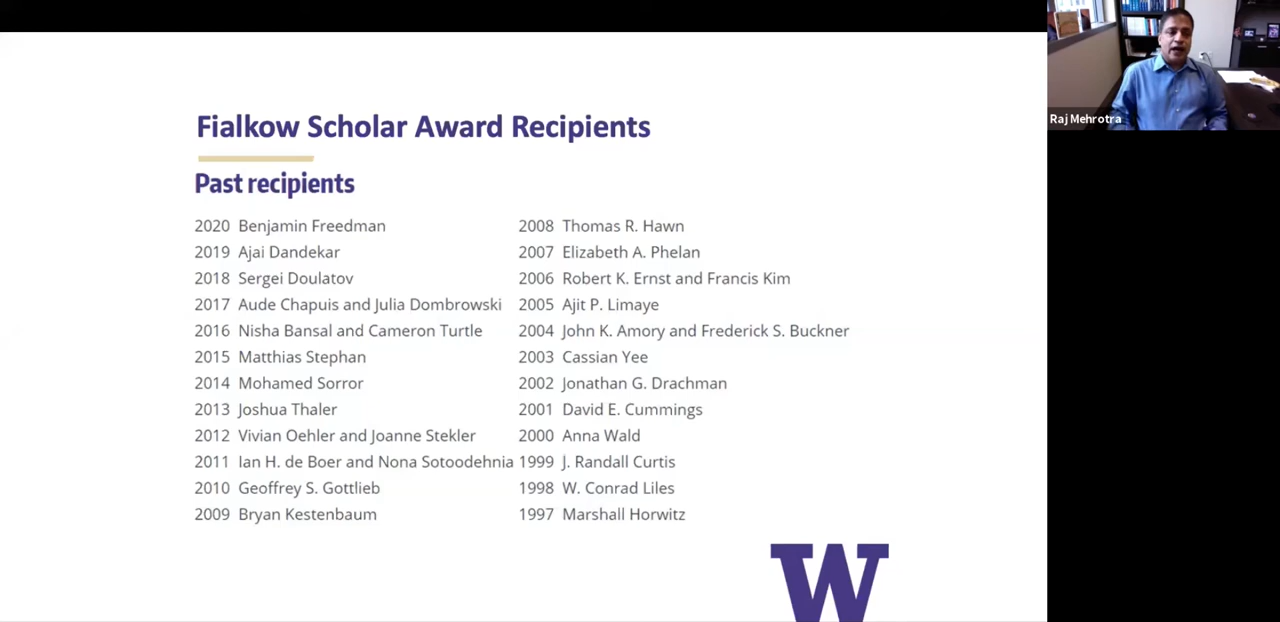 Fialkow Scholar Award Recipients
Past recipients
2020 Benjamin Freedman
2019 Ajai Dandekar
2018 Sergei Doulatov
2017 Aude Chapuis and Julia Dombrowski
2016 Nisha Bansal and Cameron Turtle
2015 Matthias Stephan
2014 Mohamed Sorror
2013 Joshua Thaler
2012 Vivian Oehler and Joanne Stekler
2011 Ian H. de Boer and Nona Sotoodehnia
2010 Geoffrey S. Gottlieb
2009 Bryan Kestenbaum
2008 Thomas R. Hawn
2007 Elizabeth A. Phelan
2006 Robert K. Ernst and Francis Kim
2005 Ajit P. Limaye
2004 John K. Amory and Frederick S. Buckner
2003 Cassian Yee
2002 Jonathan G. Drachman
2001 David E. Cummings
2000 Anna Wald
1999 J. Randall Curtis
1998 W. Conrad Liles
1997 Marshall Horwitz
W
Raj Mehrotra